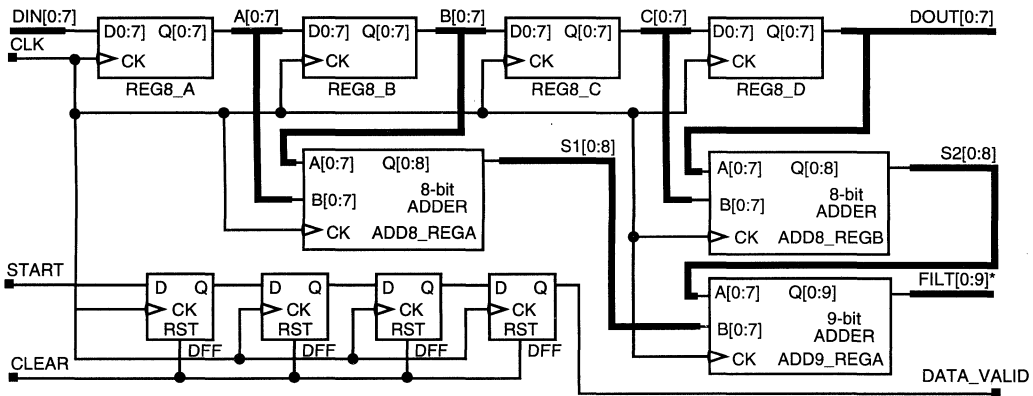 DIN[0:7] A[0:7] B[0:7] C[0:7] DOUT[0:7]
D0:7] Q[0:7] D0:7] Q[0:7] D0:7] Q[0:7] D0:7] Q[0:7]
CLK
CK CK CK CK
REG8_A REG8_B REG8_C REG8_D
S1[0:8] S2[0:8]
A[0:7] Q[0:8] A[0:7] Q[0:8]
8-bit 8-bit
B[0:7] ADDER B[0:7] ADDER
CK ADD8_REGA CK ADD8_REGB
START FILT[0:9]*
D Q D Q D Q D Q A[0:7] Q[0:9]
CK CK CK CK 9-bit
RST RST RST RST B[0:7] ADDER
DFF DFF DFF DFF CK ADD9_REGA
CLEAR DATA_VALID